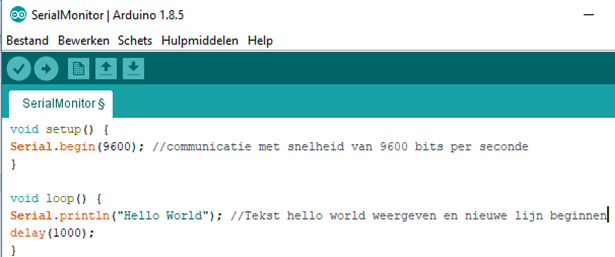 SerialMonitor | Arduino 1.8.5
Bestand Bewerken Schets Hulpmiddelen Help
SerialMonitor §
void setup() {
Serial.begin(9600); //communicatie met snelheid van 9600 bits per seconde
}
void loop() {
Serial.println("Hello World"); //Tekst hello world weergeven en nieuwe lijn beginnen
delay(1000);
}